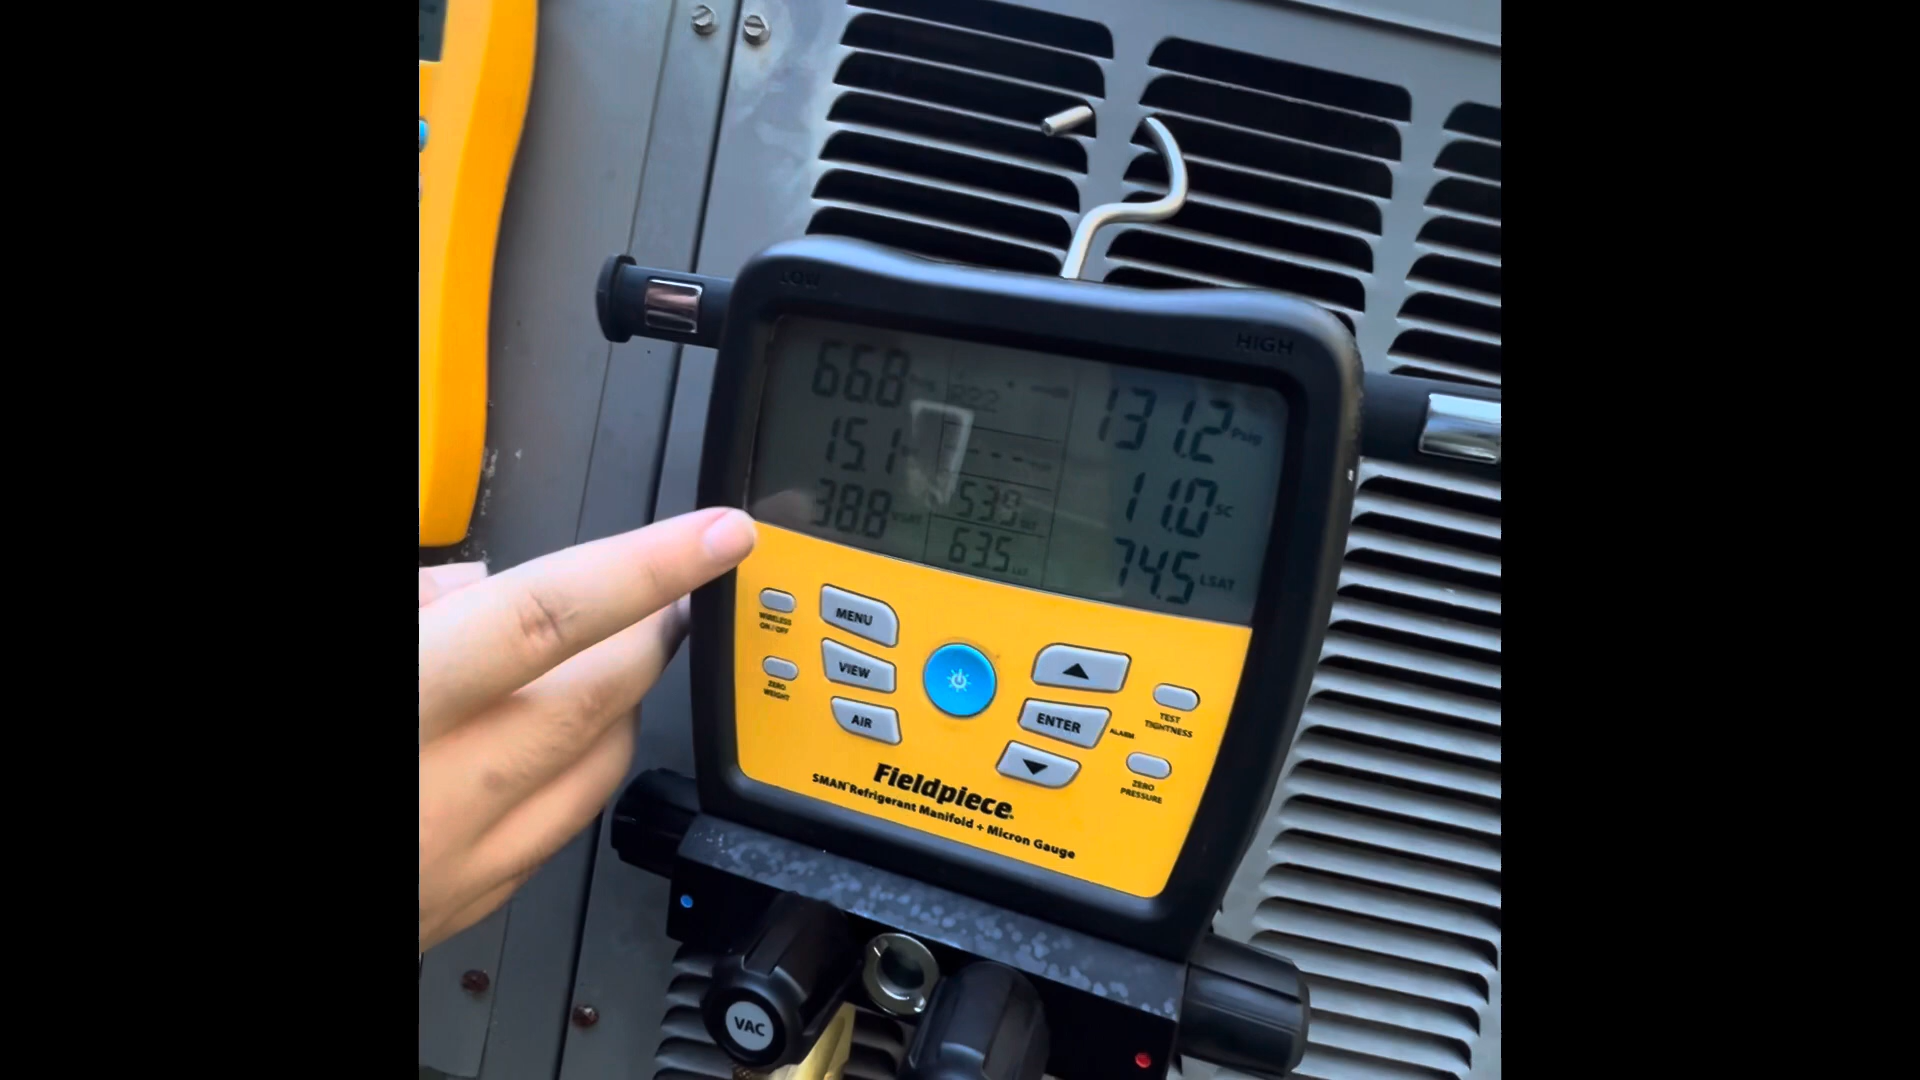 LOW
HIGH
66.8
R22
131.2 Psig
15.1
11.0 SC
38.8 VSAT
53.9
63.5
74.5 LSAT
WIRELESS
ON / OFF
MENU
VIEW
ZERO
WEIGHT
AIR
ENTER
ALARM
TEST
TIGHTNESS
ZERO
PRESSURE
Fieldpiece
SMAN™ Refrigerant Manifold + Micron Gauge
VAC